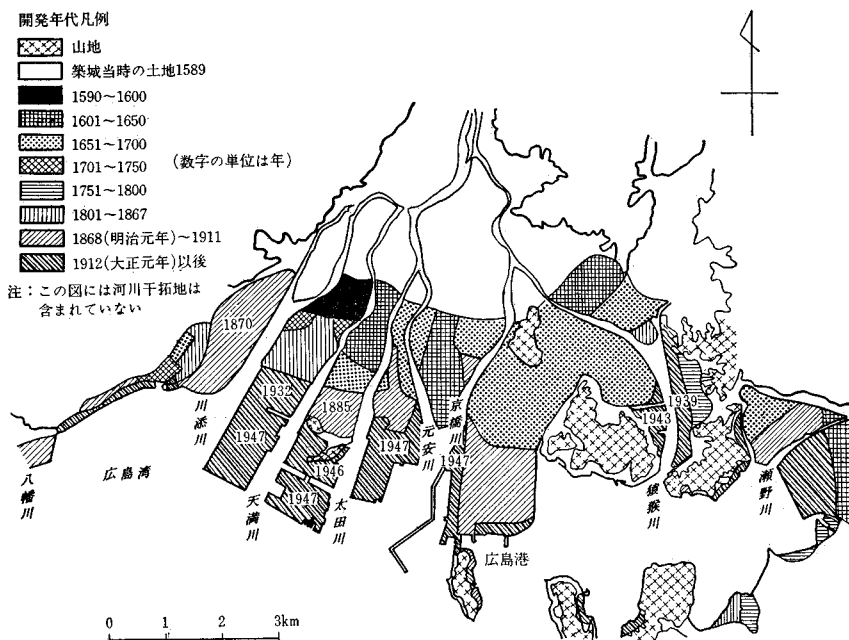 開発年代凡例
山地
築城当時の土地1589
1590~1600
1601~1650
1651~1700
1701~1750
(数字の単位は年)
1751~1800
1801~1867
1868(明治元年)~1911
1912(大正元年)以後
注:この図には河川干拓地は
含まれていない
1870
1932
1885
1939
1943
川添川
京橋川
1947
1947
元安川
1947
1946
1947
八幡川
広島湾
天満川
太田川
猿猴川
瀬野川
広島港
0 1 2 3km